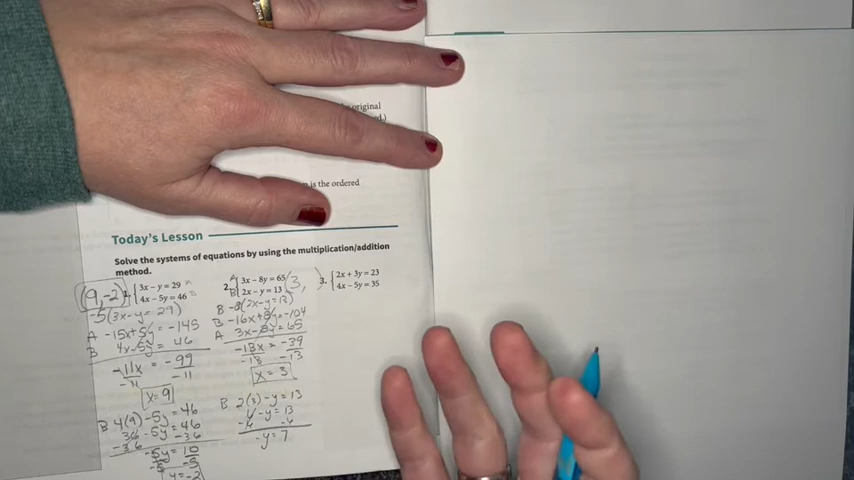 original
is the ordered
Today's Lesson
Solve the systems of equations by using the multiplication/addition
method.
(9,-2) 1. 3x - y = 29 A
4x - 5y = 46 B
-5(3x - y = 29)
A -15x + 5y = -145
B 4x - 5y = 46
-11x = -99
-11 -11
x = 9
B 4(9) - 5y = 46
36 - 5y = 46
-36 -36
-5y = 10
-5 -5
y = -2
2. A 3x - 8y = 65 (3, )
B 2x - y = 13
B -8(2x - y = 13)
B -16x + 8y = -104
A 3x - 8y = 65
-13x = -39
-13 -13
x = 3
B 2(3) - y = 13
6 - y = 13
-6 -6
-y = 7
3. 2x + 3y = 23
4x - 5y = 35